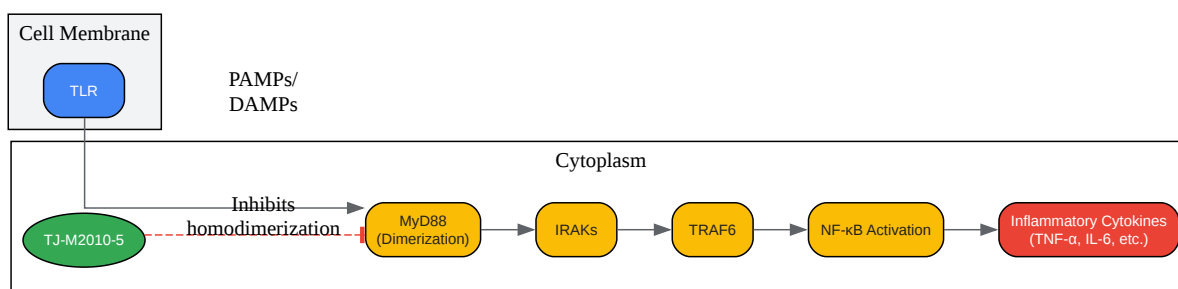 Cell Membrane
TLR
PAMPs/
DAMPs
Cytoplasm
Inhibits
homodimerization
TJ-M2010-5
MyD88
(Dimerization)
IRAKs
TRAF6
NF-κB Activation
Inflammatory Cytokines
(TNF-α, IL-6, etc.)